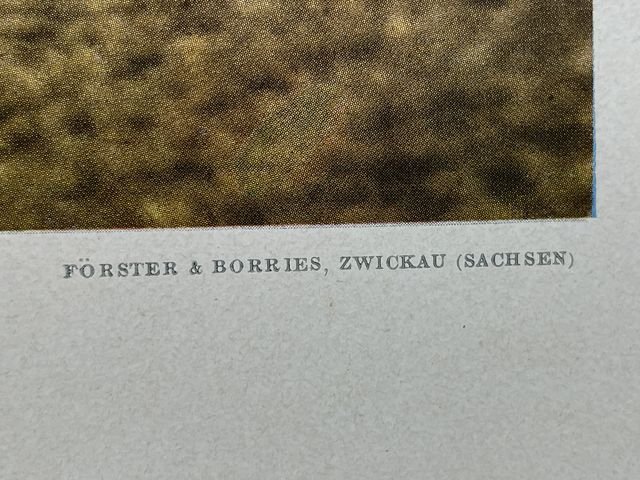 FÖRSTER & BORRIES, ZWICKAU (SACHSEN)